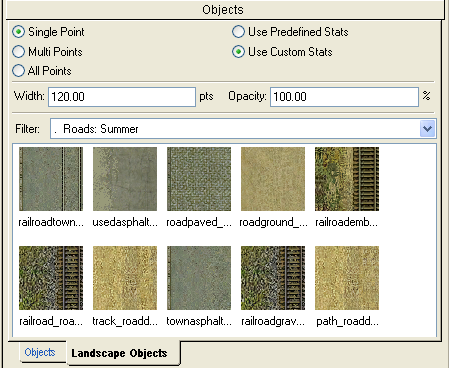 Objects
Single Point
Use Predefined Stats
Multi Points
Use Custom Stats
All Points
Width: 120.00 pts Opacity: 100.00 %
Filter: . Roads: Summer
railroadtown... usedasphalt... roadpaved_... roadground_... railroademb...
railroad_roa... track_roadd... townasphalt... railroadgrav... path_roadd...
Objects Landscape Objects